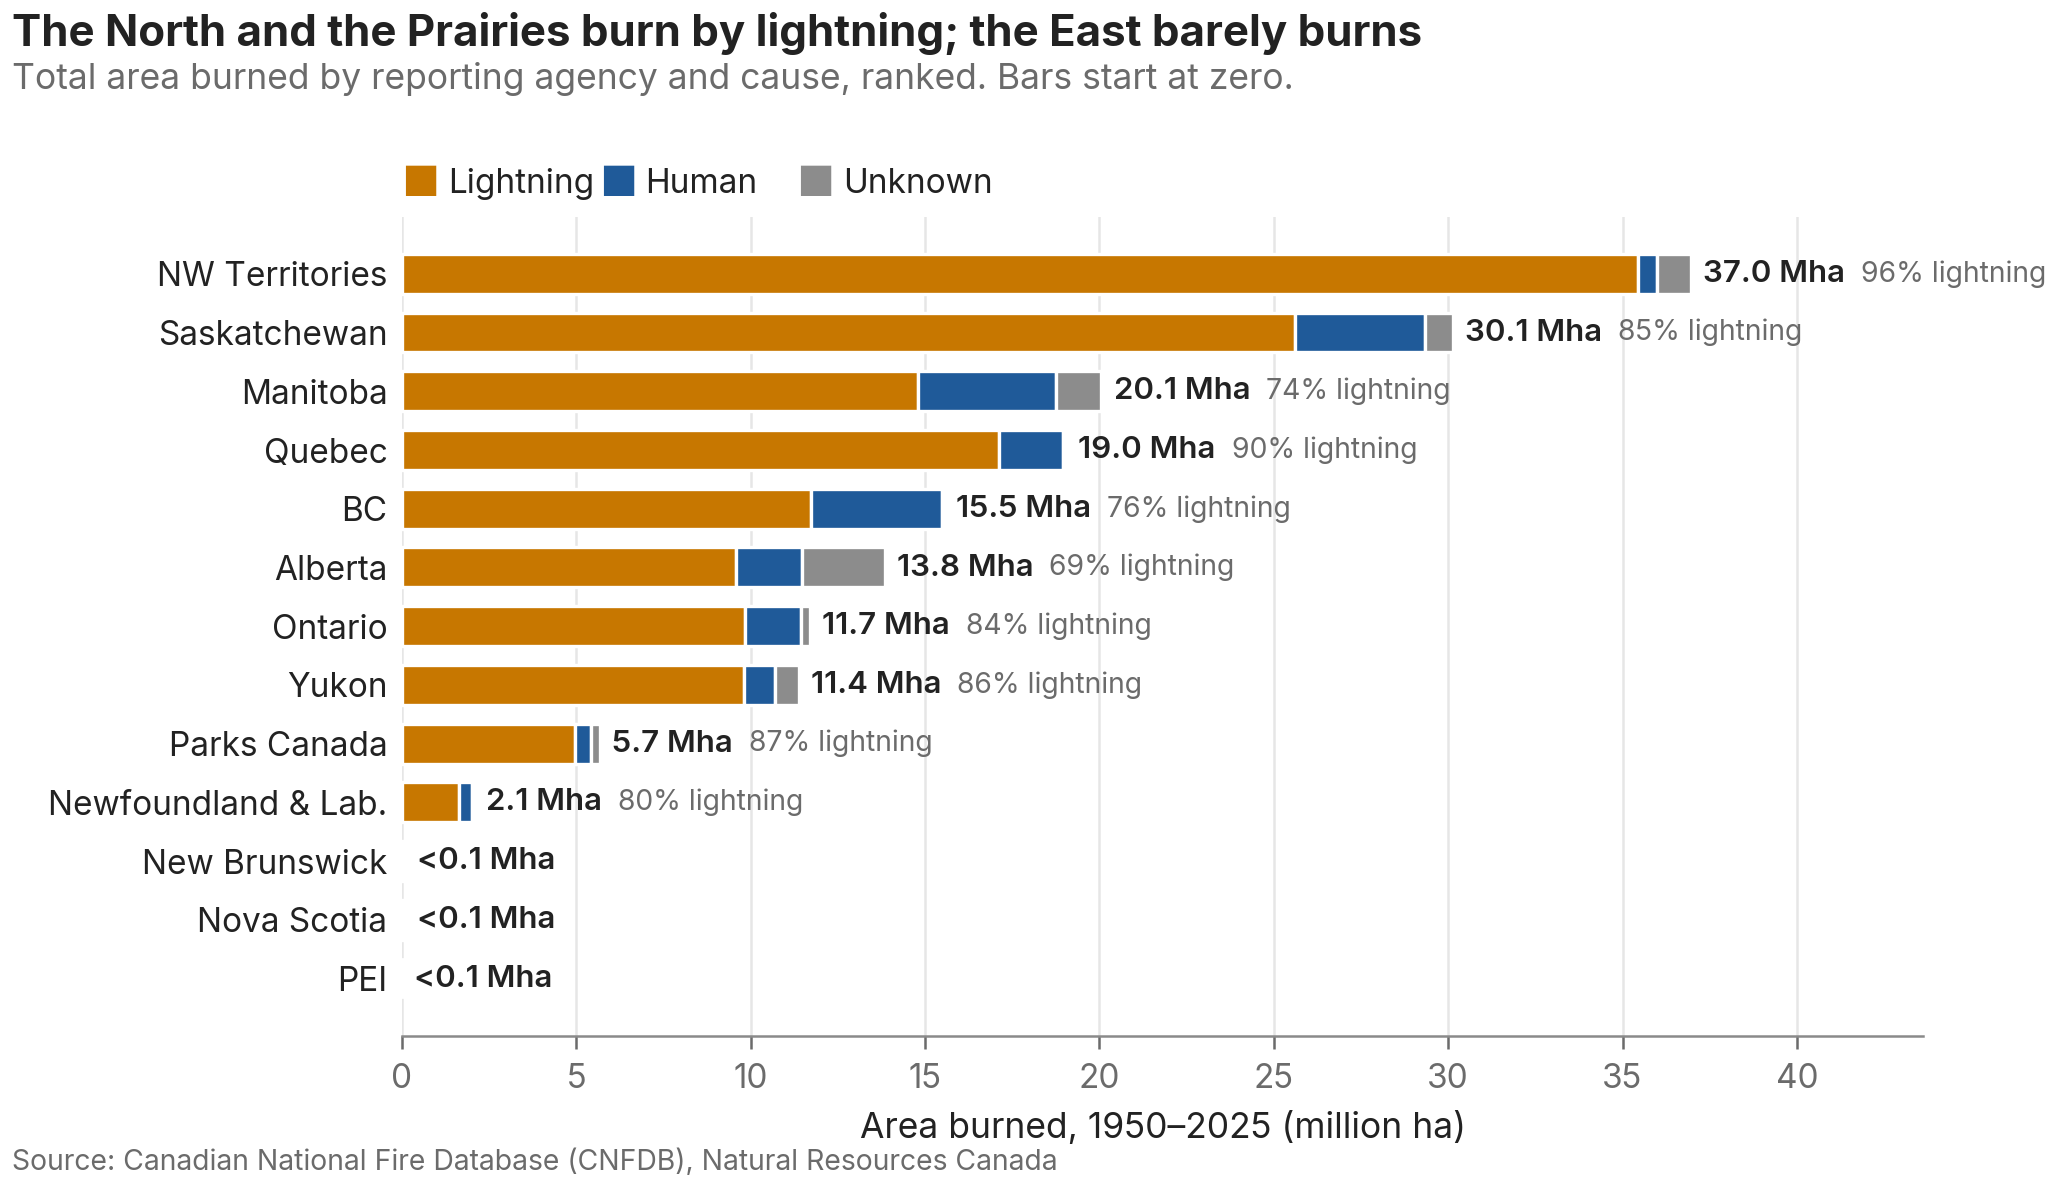 The North and the Prairies burn by lightning; the East barely burns
Total area burned by reporting agency and cause, ranked. Bars start at zero.
Lightning Human Unknown
NW Territories 37.0 Mha 96% lightning
Saskatchewan 30.1 Mha 85% lightning
Manitoba 20.1 Mha 74% lightning
Quebec 19.0 Mha 90% lightning
BC 15.5 Mha 76% lightning
Alberta 13.8 Mha 69% lightning
Ontario 11.7 Mha 84% lightning
Yukon 11.4 Mha 86% lightning
Parks Canada 5.7 Mha 87% lightning
Newfoundland & Lab. 2.1 Mha 80% lightning
New Brunswick <0.1 Mha
Nova Scotia <0.1 Mha
PEI <0.1 Mha
0 5 10 15 20 25 30 35 40
Area burned, 1950–2025 (million ha)
Source: Canadian National Fire Database (CNFDB), Natural Resources Canada